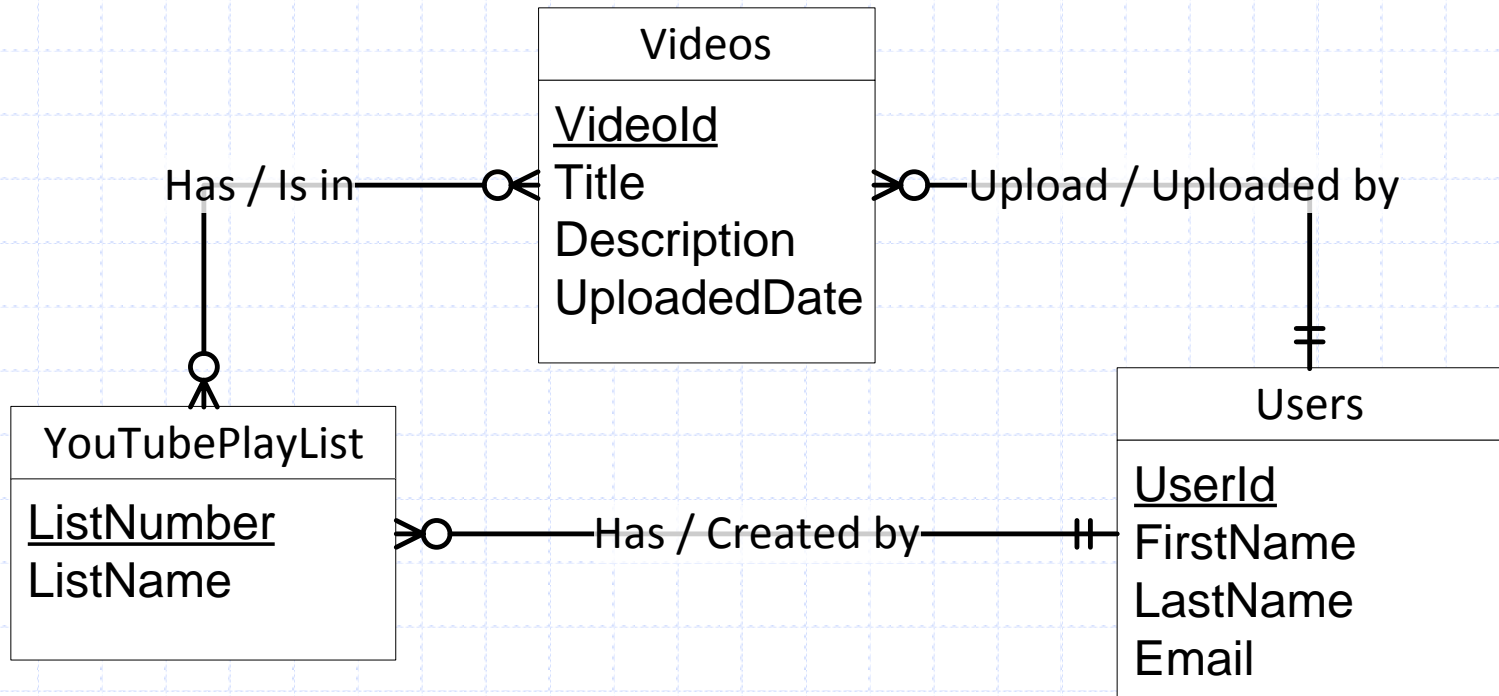 Videos
VideoId
Title
Description
UploadedDate
Has / Is in
Upload / Uploaded by
YouTubePlayList
ListNumber
ListName
Has / Created by
Users
UserId
FirstName
LastName
Email